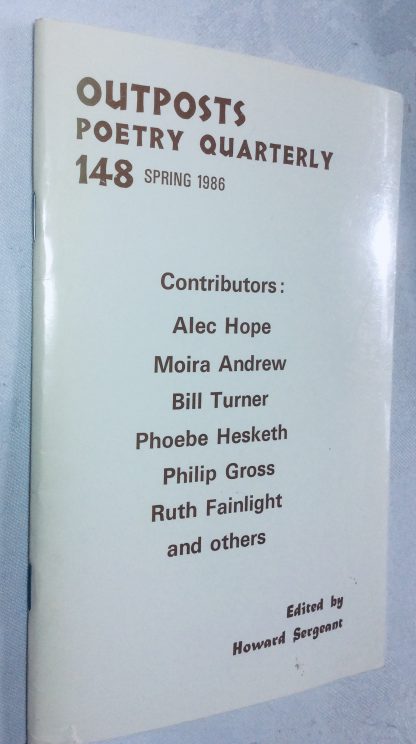 OUTPOSTS
POETRY QUARTERLY
148 SPRING 1986
Contributors:
Alec Hope
Moira Andrew
Bill Turner
Phoebe Hesketh
Philip Gross
Ruth Fainlight
and others
Edited by
Howard Sergeant